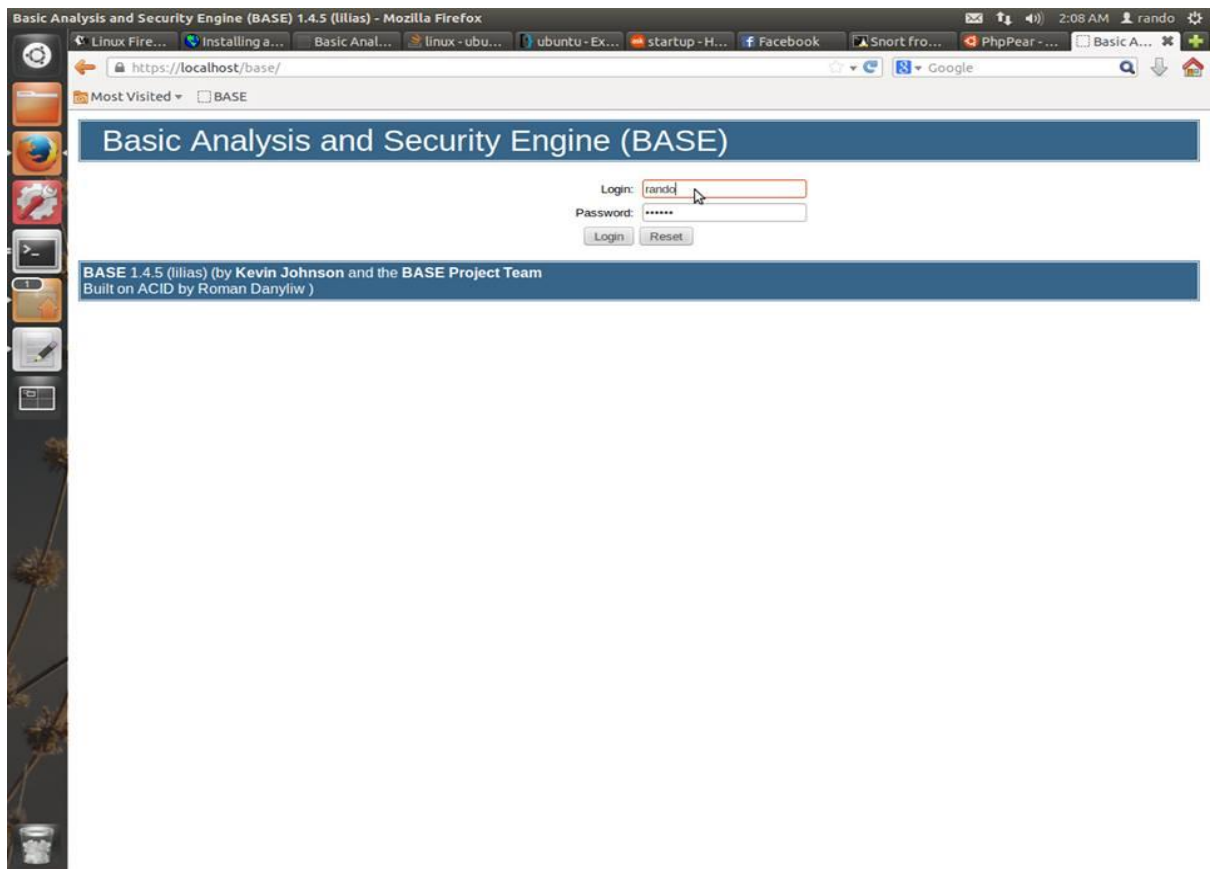 Basic Analysis and Security Engine (BASE) 1.4.5 (lilias) - Mozilla Firefox 2:08 AM rando
Linux Fire... Installing a... Basic Anal... linux - ubu... ubuntu - Ex... startup - H... Facebook Snort fro... PhpPear - ... Basic A...
https://localhost/base/ Google
Most Visited BASE
Basic Analysis and Security Engine (BASE)
Login: rando
Password: ••••••
Login Reset
BASE 1.4.5 (lilias) (by Kevin Johnson and the BASE Project Team
Built on ACID by Roman Danyliw )
1